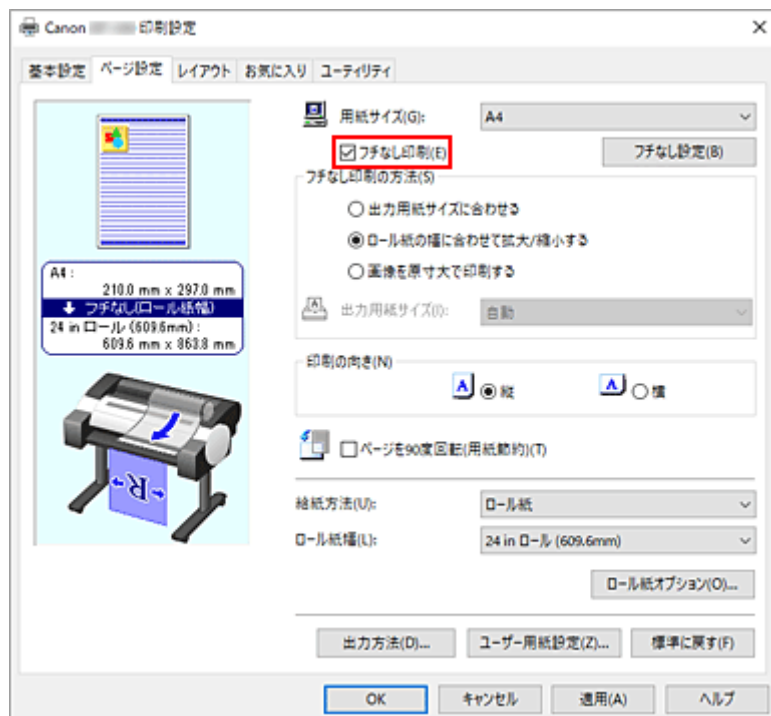 Canon 印刷設定
基本設定 ページ設定 レイアウト お気に入り ユーティリティ
用紙サイズ(G): A4
フチなし印刷(E) フチなし設定(B)
フチなし印刷の方法(S)
出力用紙サイズに合わせる
ロール紙の幅に合わせて拡大/縮小する
画像を原寸大で印刷する
出力用紙サイズ(I): 自動
A4 :
210.0 mm x 297.0 mm
フチなし(ロール紙幅)
24 in ロール (609.6mm) :
609.6 mm x 863.8 mm
印刷の向き(N)
A 縦 A 横
R
ページを90度回転(用紙節約)(T)
給紙方法(U): ロール紙
ロール紙幅(L): 24 in ロール (609.6mm)
ロール紙オプション(O)...
出力方法(D)... ユーザー用紙設定(Z)... 標準に戻す(F)
OK キャンセル 適用(A) ヘルプ